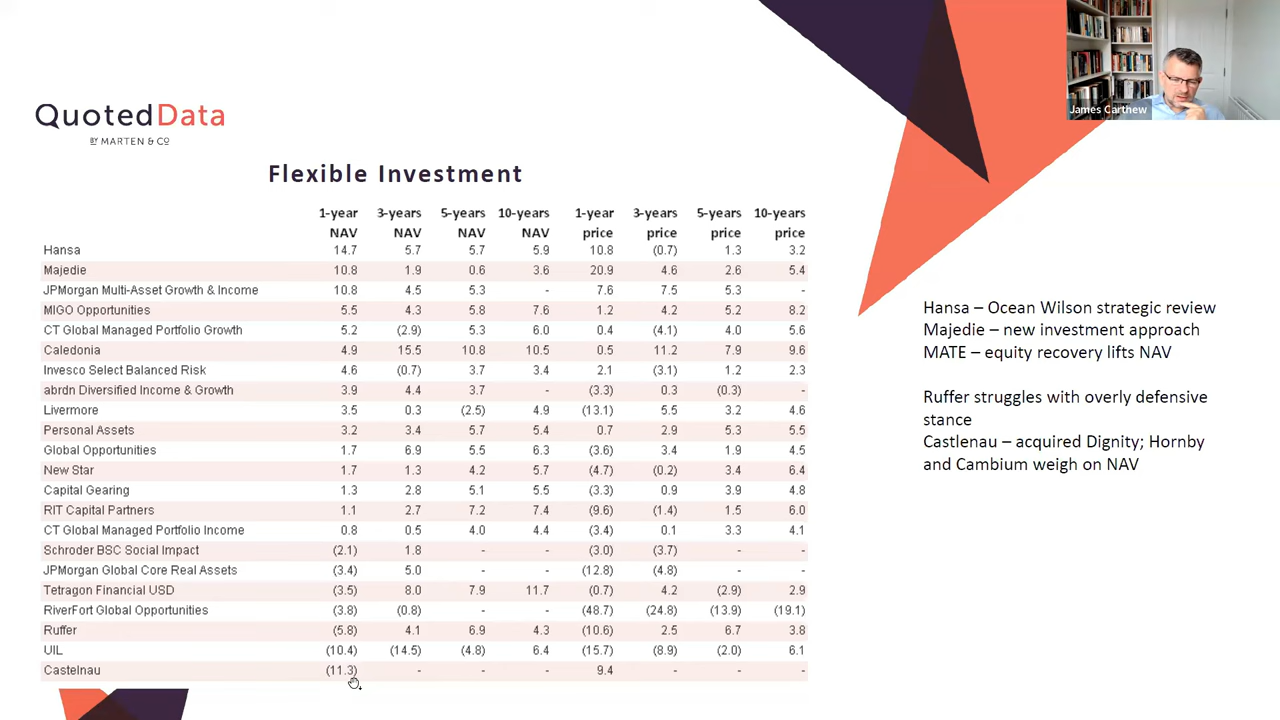 James Carthew
QuotedData
BY MARTEN & CO
Flexible Investment
1-year NAV 3-years NAV 5-years NAV 10-years NAV 1-year price 3-years price 5-years price 10-years price
Hansa 14.7 5.7 5.7 5.9 10.8 (0.7) 1.3 3.2
Majedie 10.8 1.9 0.6 3.6 20.9 4.6 2.6 5.4
JPMorgan Multi-Asset Growth & Income 10.8 4.5 5.3 - 7.6 7.5 5.3 -
MIGO Opportunities 5.5 4.3 5.8 7.6 1.2 4.2 5.2 8.2
CT Global Managed Portfolio Growth 5.2 (2.9) 5.3 6.0 0.4 (4.1) 4.0 5.6
Caledonia 4.9 15.5 10.8 10.5 0.5 11.2 7.9 9.6
Invesco Select Balanced Risk 4.6 (0.7) 3.7 3.4 2.1 (3.1) 1.2 2.3
abrdn Diversified Income & Growth 3.9 4.4 3.7 - (3.3) 0.3 (0.3) -
Livermore 3.5 0.3 (2.5) 4.9 (13.1) 5.5 3.2 4.6
Personal Assets 3.2 3.4 5.7 5.4 0.7 2.9 5.3 5.5
Global Opportunities 1.7 6.9 5.5 6.3 (3.6) 3.4 1.9 4.5
New Star 1.7 1.3 4.2 5.7 (4.7) (0.2) 3.4 6.4
Capital Gearing 1.3 2.8 5.1 5.5 (3.3) 0.9 3.9 4.8
RIT Capital Partners 1.1 2.7 7.2 7.4 (9.6) (1.4) 1.5 6.0
CT Global Managed Portfolio Income 0.8 0.5 4.0 4.4 (3.4) 0.1 3.3 4.1
Schroder BSC Social Impact (2.1) 1.8 - - (3.0) (3.7) - -
JPMorgan Global Core Real Assets (3.4) 5.0 - - (12.8) (4.8) - -
Tetragon Financial USD (3.5) 8.0 7.9 11.7 (0.7) 4.2 (2.9) 2.9
RiverFort Global Opportunities (3.8) (0.8) - - (48.7) (24.8) (13.9) (19.1)
Ruffer (5.8) 4.1 6.9 4.3 (10.6) 2.5 6.7 3.8
UIL (10.4) (14.5) (4.8) 6.4 (15.7) (8.9) (2.0) 6.1
Castelnau (11.3) - - - 9.4 - - -
Hansa – Ocean Wilson strategic review
Majedie – new investment approach
MATE – equity recovery lifts NAV
Ruffer struggles with overly defensive
stance
Castlenau – acquired Dignity; Hornby
and Cambium weigh on NAV